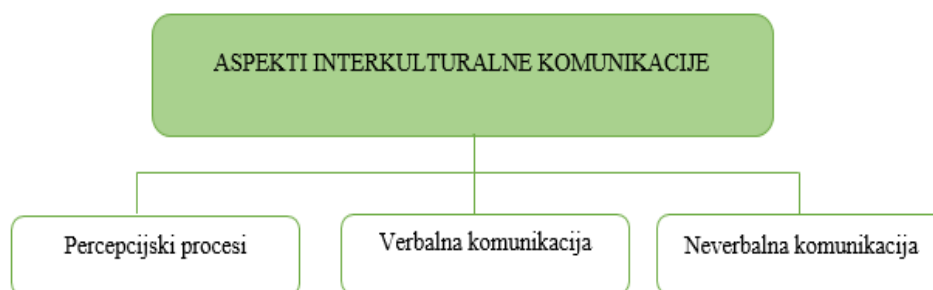 ASPEKTI INTERKULTURALNE KOMUNIKACIJE
Percepcijski procesi
Verbalna komunikacija
Neverbalna komunikacija